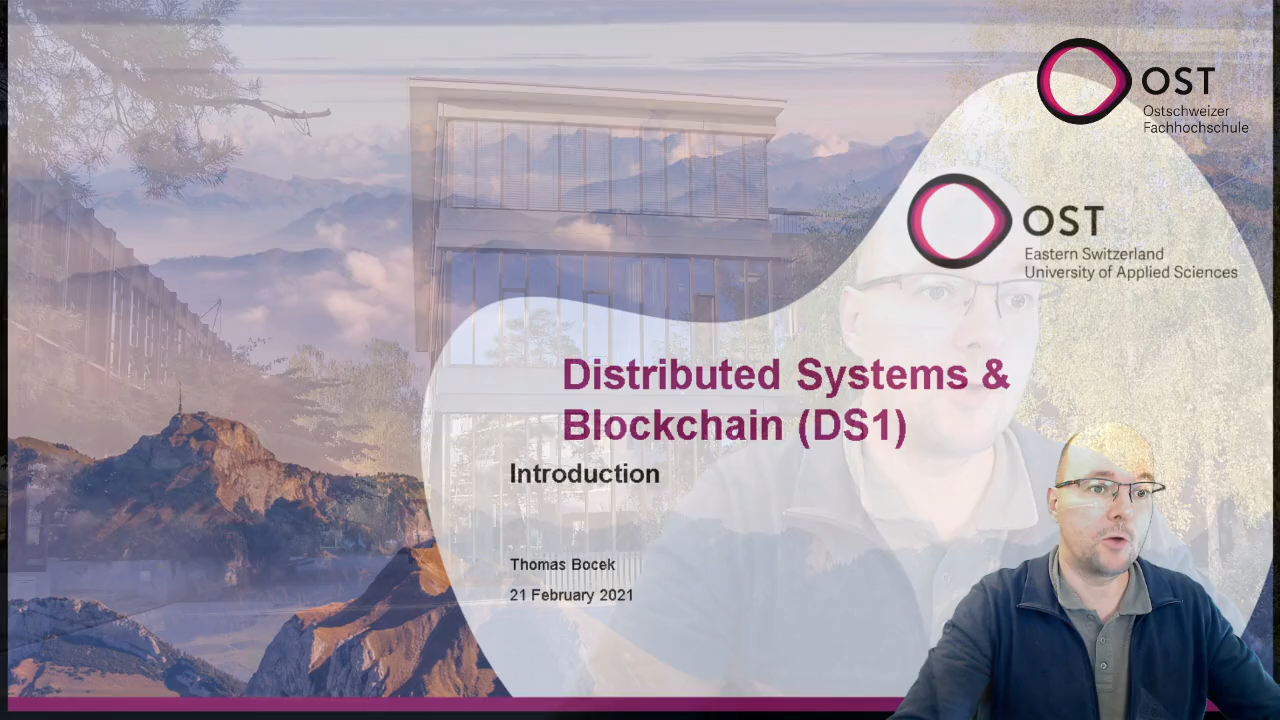 OST
Ostschweizer
Fachhochschule
OST
Eastern Switzerland
University of Applied Sciences
Distributed Systems &
Blockchain (DS1)
Introduction
Thomas Bocek
21 February 2021